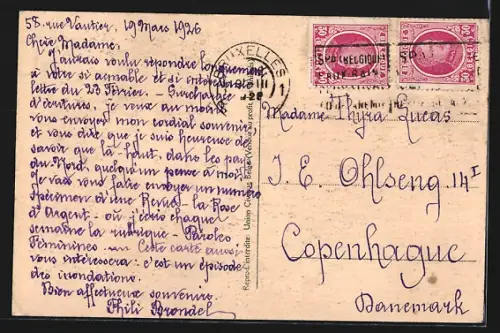 58. rue Vautier, 19 Mars 1926
Chère Madame,
J'aurais voulu répondre longuement
à votre si aimable et si intéressante
lettre du 23 Février. - Surchargée
d'écritures, je veux au moins
vous envoyer mon cordial souvenir
et vous dire que je suis heureuse de
savoir que là-haut, dans les pays
du Nord, quelqu'un pense à moi.
Je vais vous faire envoyer un numéro
spécimen d'une Revue - la Rose
d'Argent - où j'écris chaque
semaine la rubrique - Paroles
Féminines - Cette carte aussi
vous intéressera: c'est un épisode
des inondations.
Bien affectueux souvenirs
BRUXELLES
1
Madame Thyra Lucas
J. E. Ohlseng. 14 I
Copenhague
Danemark